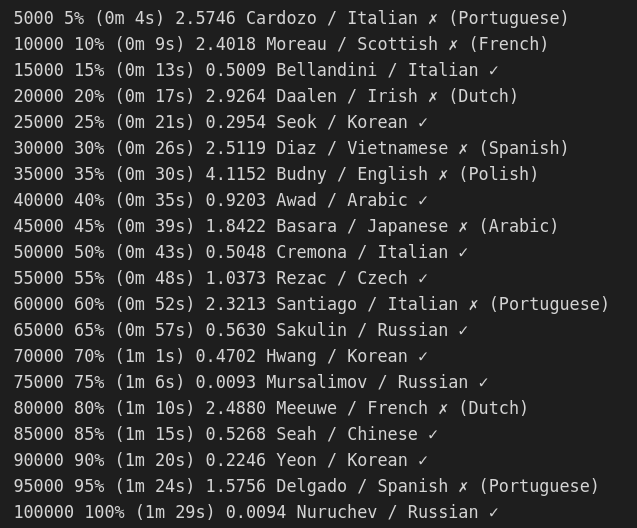 5000 5% (0m 4s) 2.5746 Cardozo / Italian ✗ (Portuguese)
10000 10% (0m 9s) 2.4018 Moreau / Scottish ✗ (French)
15000 15% (0m 13s) 0.5009 Bellandini / Italian ✓
20000 20% (0m 17s) 2.9264 Daalen / Irish ✗ (Dutch)
25000 25% (0m 21s) 0.2954 Seok / Korean ✓
30000 30% (0m 26s) 2.5119 Diaz / Vietnamese ✗ (Spanish)
35000 35% (0m 30s) 4.1152 Budny / English ✗ (Polish)
40000 40% (0m 35s) 0.9203 Awad / Arabic ✓
45000 45% (0m 39s) 1.8422 Basara / Japanese ✗ (Arabic)
50000 50% (0m 43s) 0.5048 Cremona / Italian ✓
55000 55% (0m 48s) 1.0373 Rezac / Czech ✓
60000 60% (0m 52s) 2.3213 Santiago / Italian ✗ (Portuguese)
65000 65% (0m 57s) 0.5630 Sakulin / Russian ✓
70000 70% (1m 1s) 0.4702 Hwang / Korean ✓
75000 75% (1m 6s) 0.0093 Mursalimov / Russian ✓
80000 80% (1m 10s) 2.4880 Meeuwe / French ✗ (Dutch)
85000 85% (1m 15s) 0.5268 Seah / Chinese ✓
90000 90% (1m 20s) 0.2246 Yeon / Korean ✓
95000 95% (1m 24s) 1.5756 Delgado / Spanish ✗ (Portuguese)
100000 100% (1m 29s) 0.0094 Nuruchev / Russian ✓